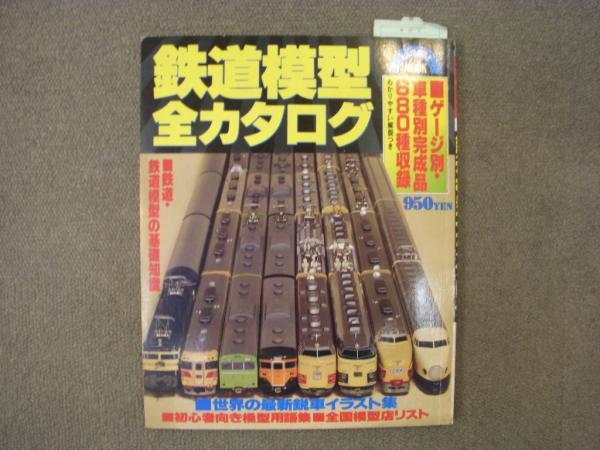 鉄道模型
全カタログ
■ゲージ別・
車種別完成品
680種収録
わかりやすい解説つき
950YEN
■鉄道・
鉄道模型の基礎知識
■世界の最新鋭車イラスト集
■初心者向き模型用語集■全国模型店リスト